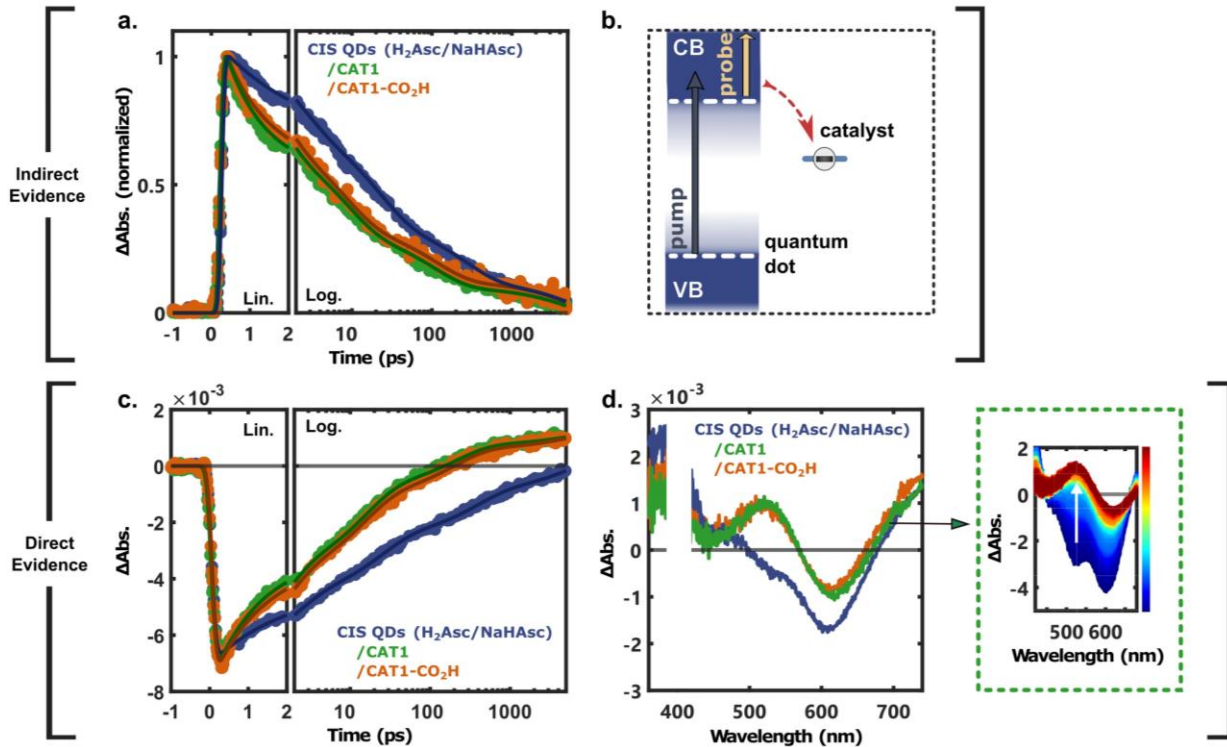 Indirect
Evidence
a.
CIS QDs (H₂Asc/NaHAsc)
/CAT1
/CAT1-CO₂H
ΔAbs. (normalized)
1
0.5
0
Lin.
Log.
-1 0 1 2 10 100 1000
Time (ps)
b.
CB
probe
catalyst
pump
quantum
dot
VB
Direct
Evidence
c.
×10⁻³
Lin.
Log.
ΔAbs.
2
0
-2
-4
-6
-8
CIS QDs (H₂Asc/NaHAsc)
/CAT1
/CAT1-CO₂H
-1 0 1 2 10 100 1000
Time (ps)
d.
×10⁻³
CIS QDs (H₂Asc/NaHAsc)
/CAT1
/CAT1-CO₂H
ΔAbs.
3
2
1
0
-1
-2
-3
400 500 600 700
Wavelength (nm)
ΔAbs.
2
0
-2
-4
500 600
Wavelength (nm)